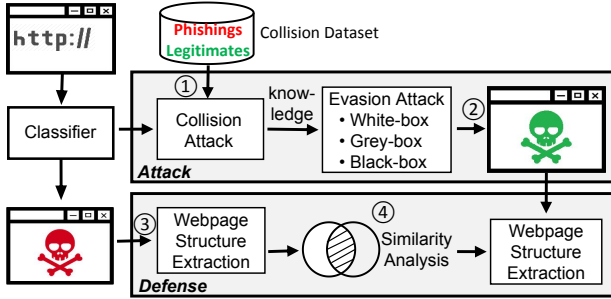 http://
Phishings
Legitimates
Collision Dataset
①
Classifier
Collision
Attack
know-
ledge
Evasion Attack
• White-box
• Grey-box
• Black-box
②
Attack
③
Webpage
Structure
Extraction
④
Similarity
Analysis
Webpage
Structure
Extraction
Defense